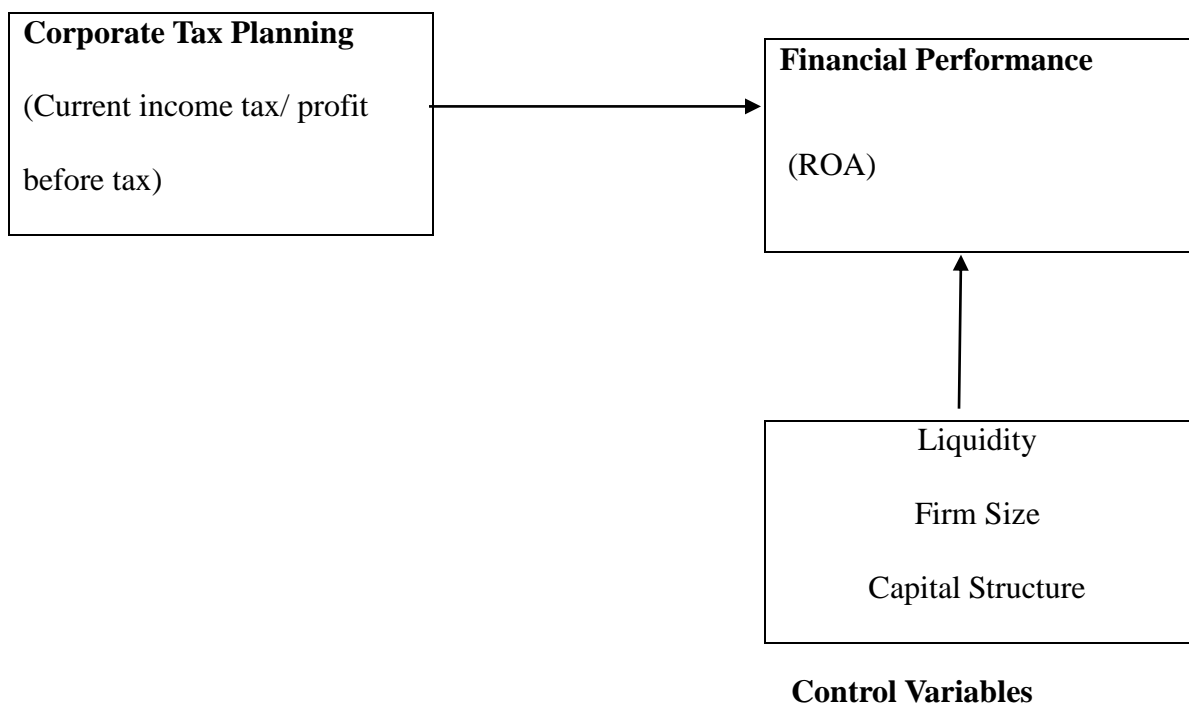 Corporate Tax Planning
(Current income tax/ profit
before tax)
Financial Performance
(ROA)
Liquidity
Firm Size
Capital Structure
Control Variables